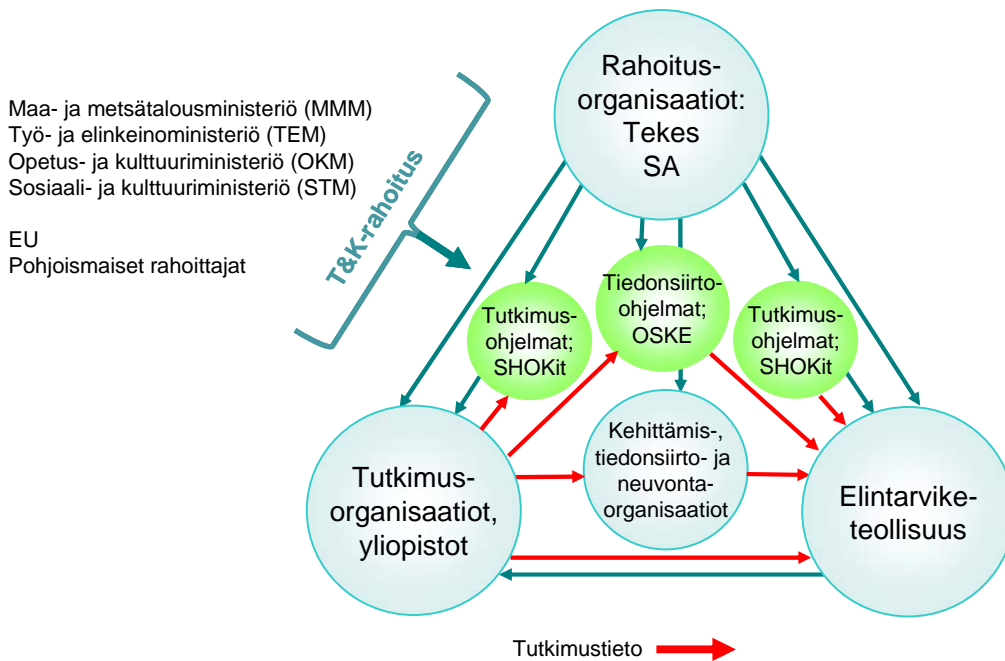 Maa- ja metsätalousministeriö (MMM)
Työ- ja elinkeinoministeriö (TEM)
Opetus- ja kulttuuriministeriö (OKM)
Sosiaali- ja kulttuuriministeriö (STM)
EU
Pohjoismaiset rahoittajat
T&K-rahoitus
Rahoitus-
organisaatiot:
Tekes
SA
Tutkimus-
ohjelmat;
SHOKit
Tiedonsiirto-
ohjelmat;
OSKE
Tutkimus-
ohjelmat;
SHOKit
Tutkimus-
organisaatiot,
yliopistot
Kehittämis-,
tiedonsiirto- ja
neuvonta-
organisaatiot
Elintarvike-
teollisuus
Tutkimustieto